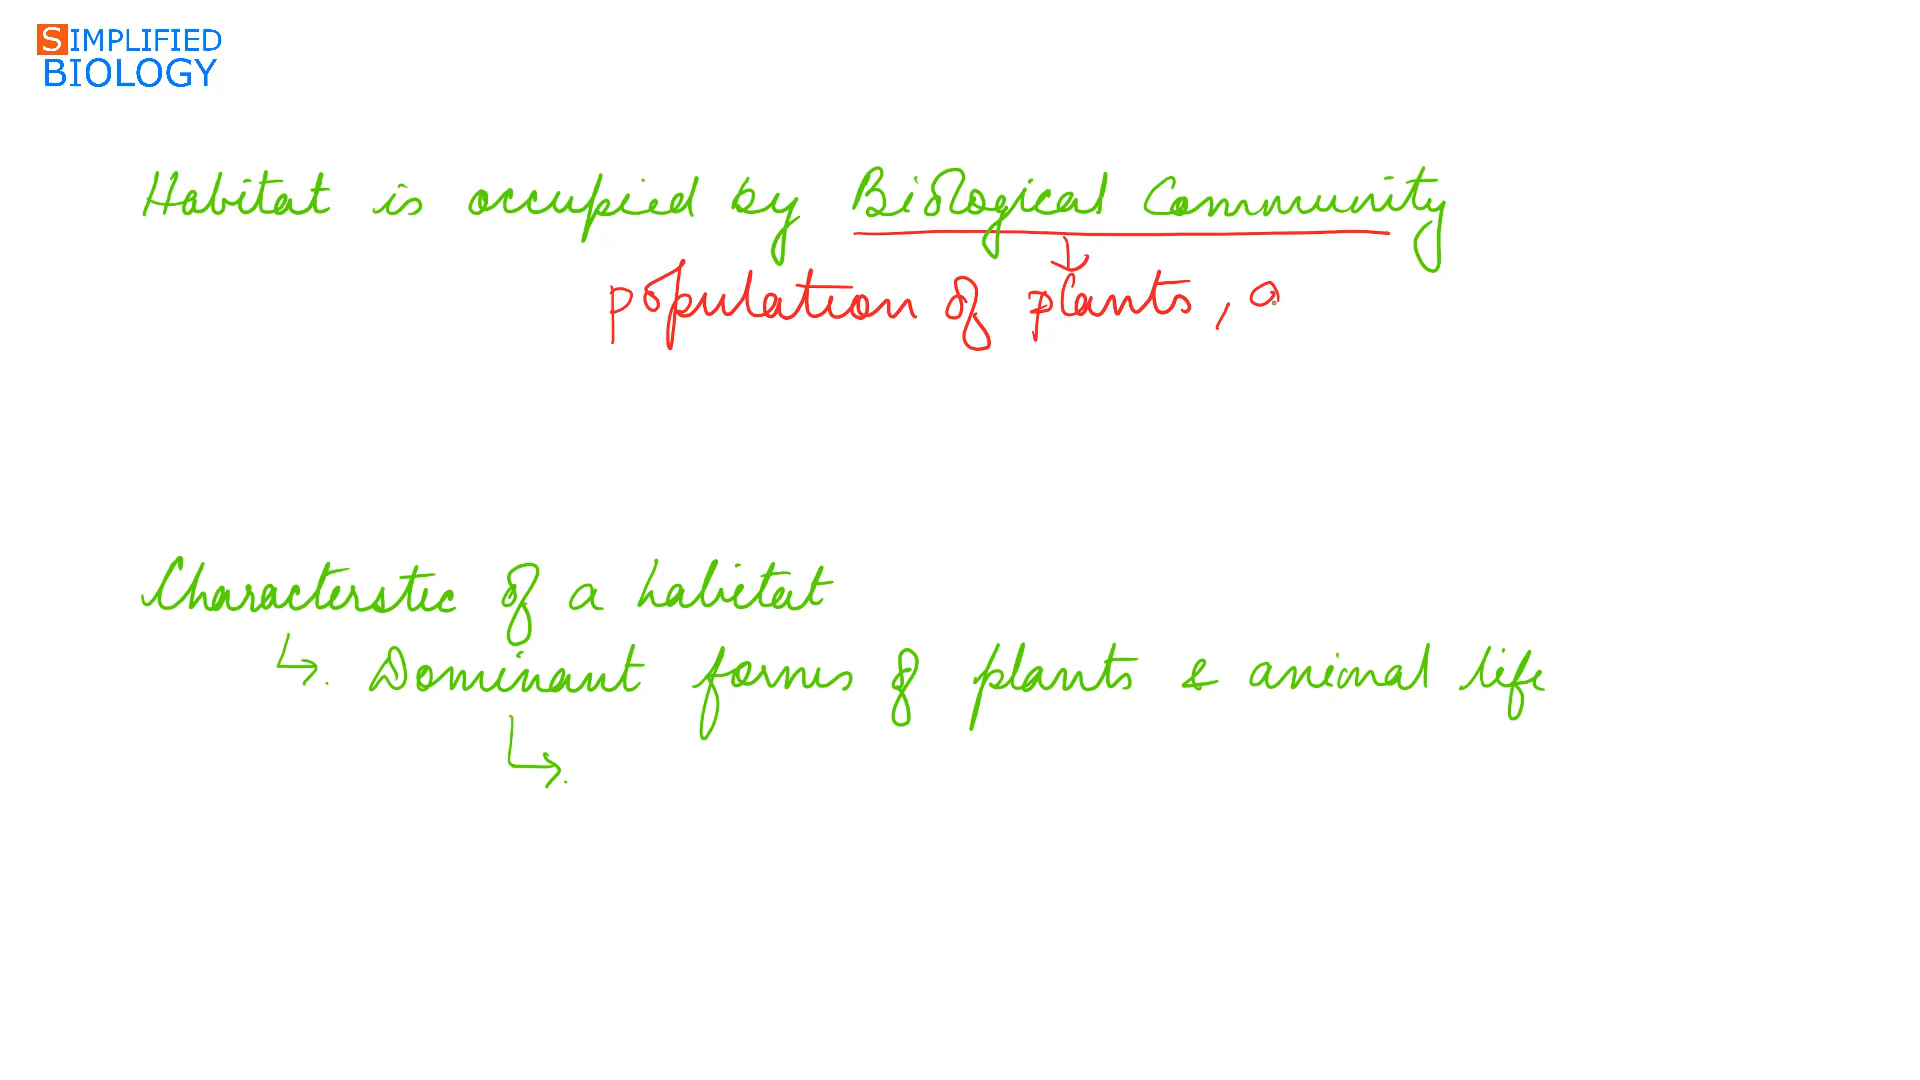 SIMPLIFIED
BIOLOGY
Habitat is occupied by Biological Community
population of plants, a
Characterstic of a habitat
Dominant forms of plants & animal life